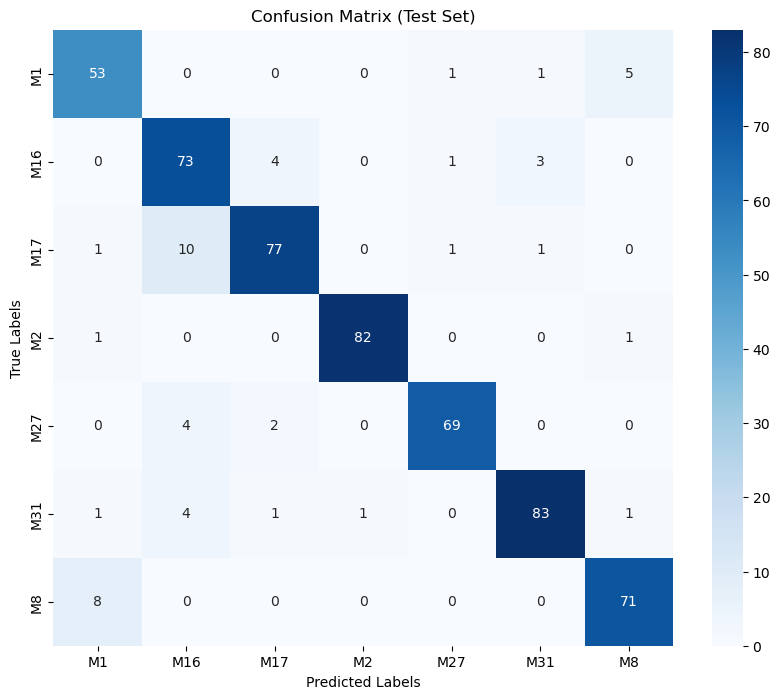 Confusion Matrix (Test Set)
True Labels
M1 53 0 0 0 1 1 5
M16 0 73 4 0 1 3 0
M17 1 10 77 0 1 1 0
M2 1 0 0 82 0 0 1
M27 0 4 2 0 69 0 0
M31 1 4 1 1 0 83 1
M8 8 0 0 0 0 0 71
M1 M16 M17 M2 M27 M31 M8
Predicted Labels
80
70
60
50
40
30
20
10
0